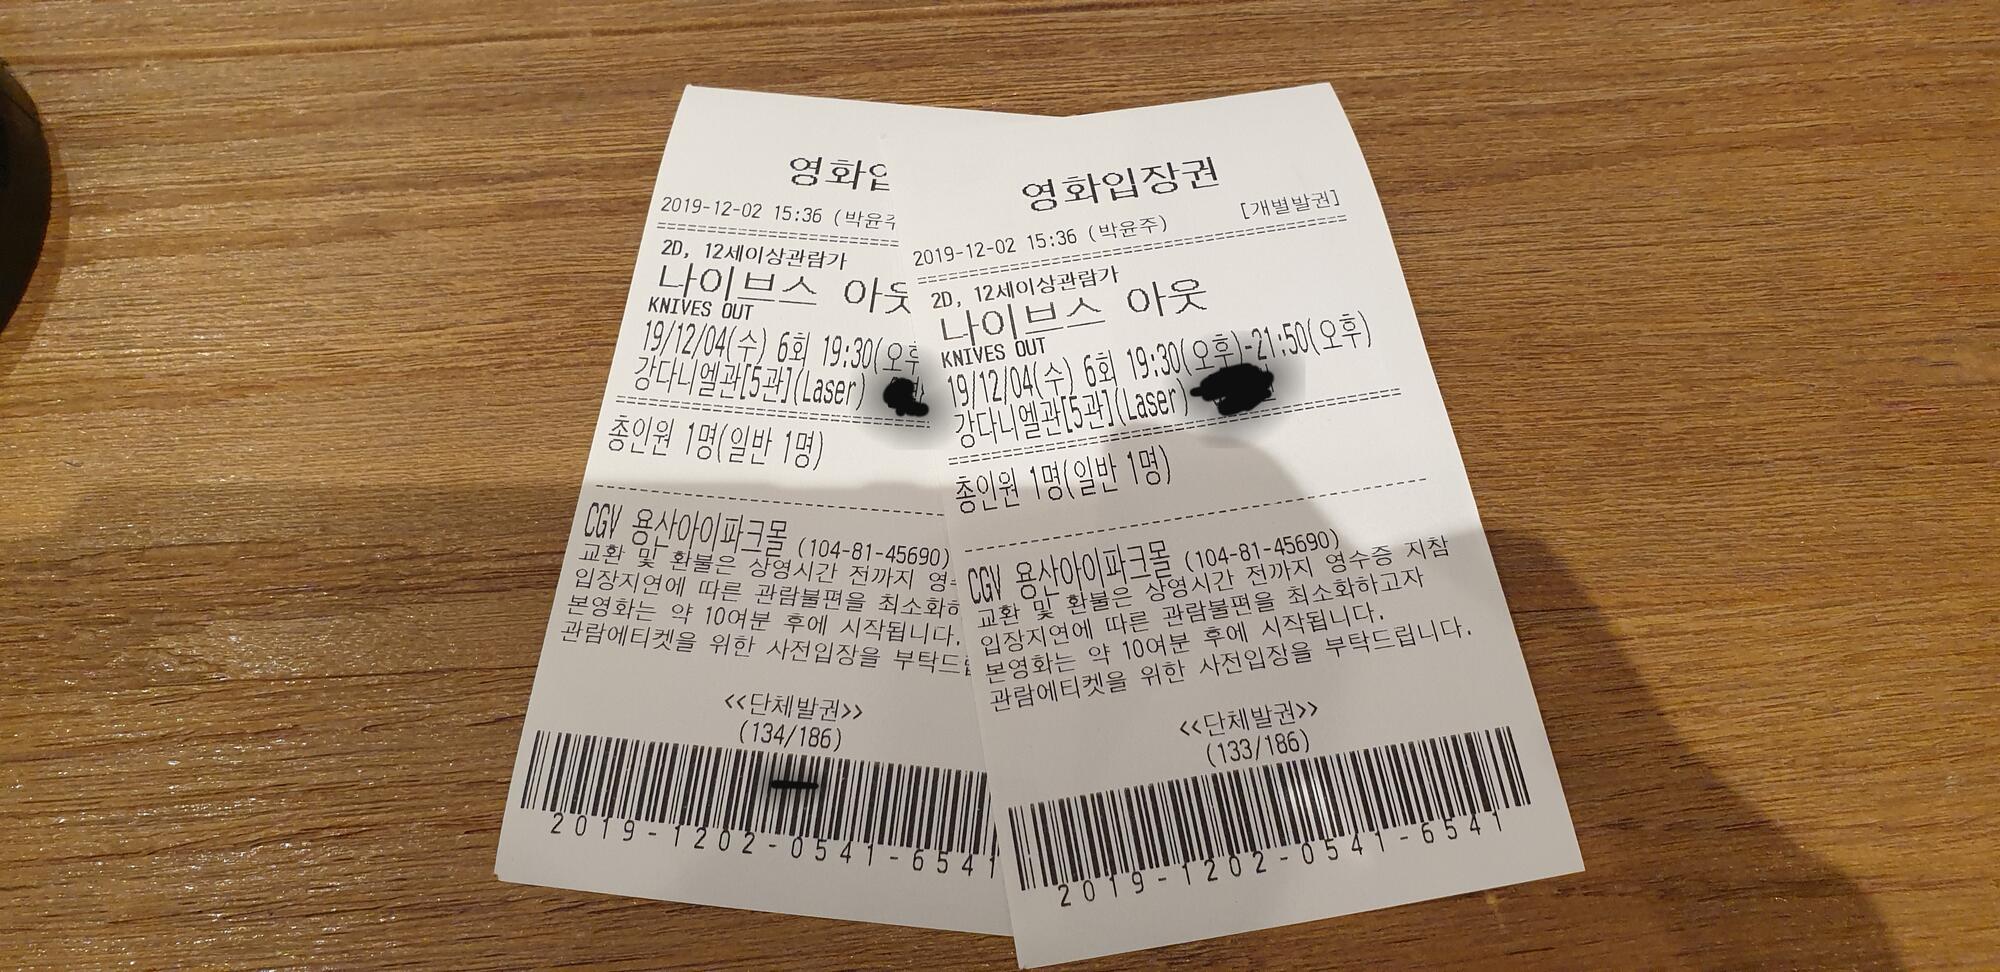 영화입
2019-12-02 15:36 (박윤주
2D, 12세이상관람가
나이브스 아웃
KNIVES OUT
19/12/04(수) 6회 19:30(오후
강다니엘관[5관](Laser)
총인원 1명(일반 1명)
CGV 용산아이파크몰 (104-81-45690)
교환 및 환불은 상영시간 전까지 영수
입장지연에 따른 관람불편을 최소화하
본영화는 약 10여분 후에 시작됩니다.
관람에티켓을 위한 사전입장을 부탁드립
<<단체발권>>
(134/186)
2019-1202-0541-6541
영화입장권
2019-12-02 15:36 (박윤주) [개별발권]
2D, 12세이상관람가
나이브스 아웃
KNIVES OUT
19/12/04(수) 6회 19:30(오후)-21:50(오후)
강다니엘관[5관](Laser)
총인원 1명(일반 1명)
CGV 용산아이파크몰 (104-81-45690)
교환 및 환불은 상영시간 전까지 영수증 지참
입장지연에 따른 관람불편을 최소화하고자
본영화는 약 10여분 후에 시작됩니다.
관람에티켓을 위한 사전입장을 부탁드립니다.
<<단체발권>>
(133/186)
2019-1202-0541-6541